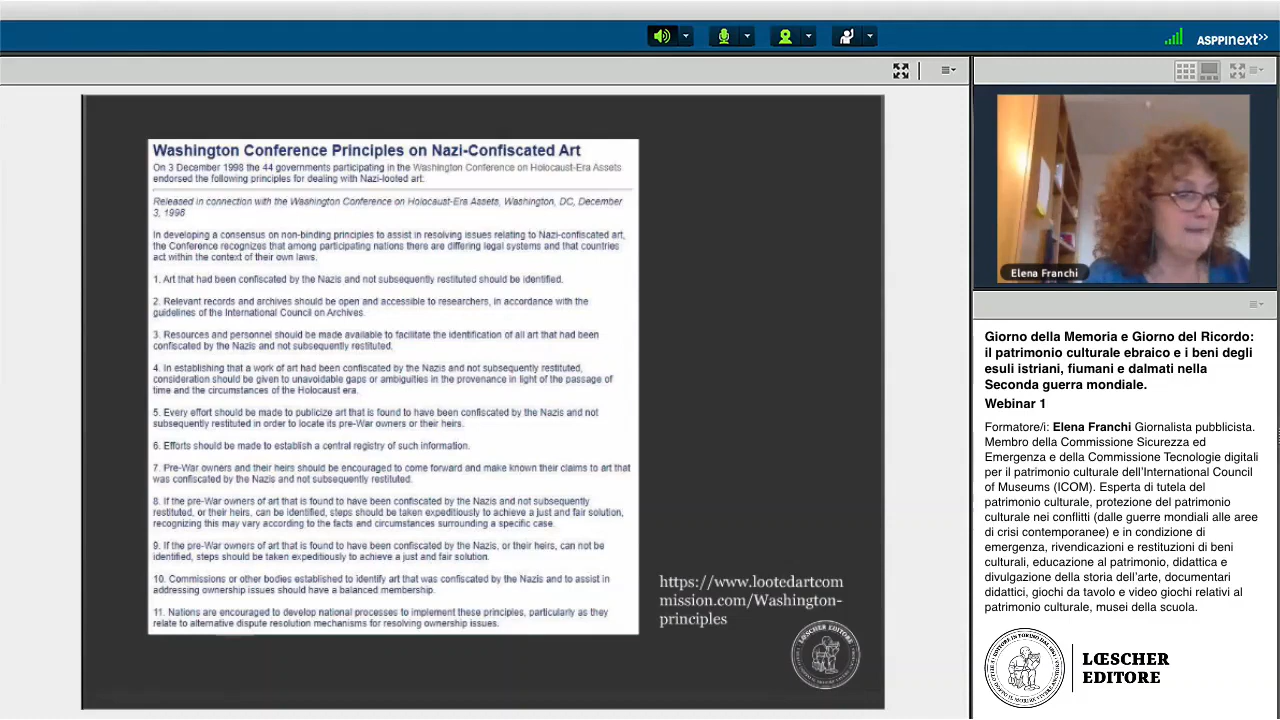 ASPPINEXT>>
Washington Conference Principles on Nazi-Confiscated Art
On 3 December 1998 the 44 governments participating in the Washington Conference on Holocaust-Era Assets
endorsed the following principles for dealing with Nazi-looted art:
Released in connection with the Washington Conference on Holocaust-Era Assets, Washington, DC, December
3, 1998
In developing a consensus on non-binding principles to assist in resolving issues relating to Nazi-confiscated art,
the Conference recognizes that among participating nations there are differing legal systems and that countries
act within the context of their own laws.
1. Art that had been confiscated by the Nazis and not subsequently restituted should be identified.
2. Relevant records and archives should be open and accessible to researchers, in accordance with the
guidelines of the International Council on Archives.
3. Resources and personnel should be made available to facilitate the identification of all art that had been
confiscated by the Nazis and not subsequently restituted.
4. In establishing that a work of art had been confiscated by the Nazis and not subsequently restituted,
consideration should be given to unavoidable gaps or ambiguities in the provenance in light of the passage of
time and the circumstances of the Holocaust era.
5. Every effort should be made to publicize art that is found to have been confiscated by the Nazis and not
subsequently restituted in order to locate its pre-War owners or their heirs.
6. Efforts should be made to establish a central registry of such information.
7. Pre-War owners and their heirs should be encouraged to come forward and make known their claims to art that
was confiscated by the Nazis and not subsequently restituted.
8. If the pre-War owners of art that is found to have been confiscated by the Nazis and not subsequently
restituted, or their heirs, can be identified, steps should be taken expeditiously to achieve a just and fair solution,
recognizing this may vary according to the facts and circumstances surrounding a specific case.
9. If the pre-War owners of art that is found to have been confiscated by the Nazis, or their heirs, can not be
identified, steps should be taken expeditiously to achieve a just and fair solution.
10. Commissions or other bodies established to identify art that was confiscated by the Nazis and to assist in
addressing ownership issues should have a balanced membership.
11. Nations are encouraged to develop national processes to implement these principles, particularly as they
relate to alternative dispute resolution mechanisms for resolving ownership issues.
https://www.lootedartcom
mission.com/Washington-
principles
LŒSCHER EDITORE
Elena Franchi
Giorno della Memoria e Giorno del Ricordo:
il patrimonio culturale ebraico e i beni degli
esuli istriani, fiumani e dalmati nella
Seconda guerra mondiale.
Webinar 1
Formatore/i: Elena Franchi Giornalista pubblicista.
Membro della Commissione Sicurezza ed
Emergenza e della Commissione Tecnologie digitali
per il patrimonio culturale dell'International Council
of Museums (ICOM). Esperta di tutela del
patrimonio culturale, protezione del patrimonio
culturale nei conflitti (dalle guerre mondiali alle aree
di crisi contemporanee) e in condizione di
emergenza, rivendicazioni e restituzioni di beni
culturali, educazione al patrimonio, didattica e
divulgazione della storia dell'arte, documentari
didattici, giochi da tavolo e video giochi relativi al
patrimonio culturale, musei della scuola.
LŒSCHER
EDITORE